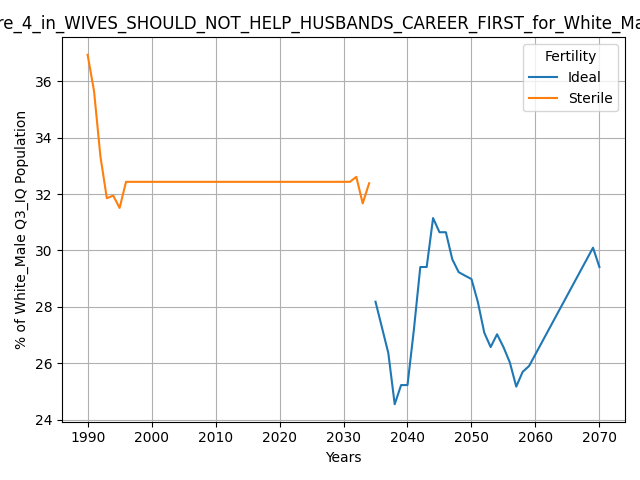 re_4_in_WIVES_SHOULD_NOT_HELP_HUSBANDS_CAREER_FIRST_for_White_Ma
Fertility
Ideal
Sterile
% of White_Male Q3_IQ Population
36
34
32
30
28
26
24
1990 2000 2010 2020 2030 2040 2050 2060 2070
Years